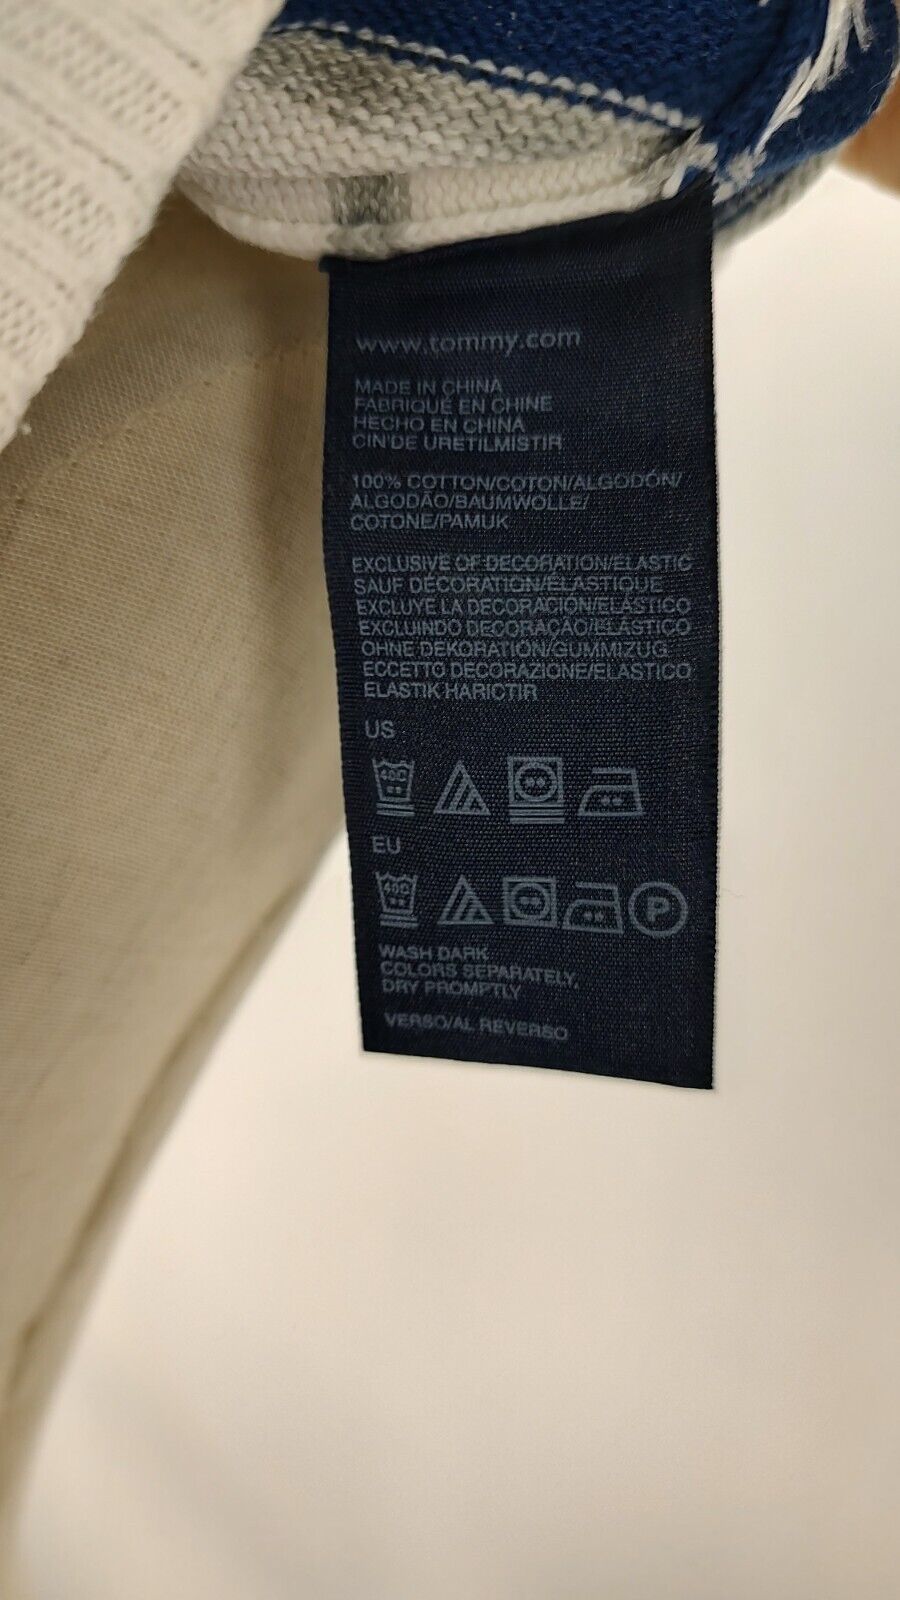 www.tommy.com
MADE IN CHINA
FABRIQUÉ EN CHINE
HECHO EN CHINA
CIN'DE URETILMISTIR
100% COTTON/COTON/ALGODÓN/
ALGODÃO/BAUMWOLLE/
COTONE/PAMUK
EXCLUSIVE OF DECORATION/ELASTIC
SAUF DÉCORATION/ÉLASTIQUE
EXCLUYE LA DECORACIÓN/ELÁSTICO
EXCLUINDO DECORAÇÃO/ELÁSTICO
OHNE DEKORATION/GUMMIZUG
ECCETTO DECORAZIONE/ELASTICO
ELASTIK HARICTIR
US
40C
EU
40C P
WASH DARK
COLORS SEPARATELY,
DRY PROMPTLY
VERSO/AL REVERSO